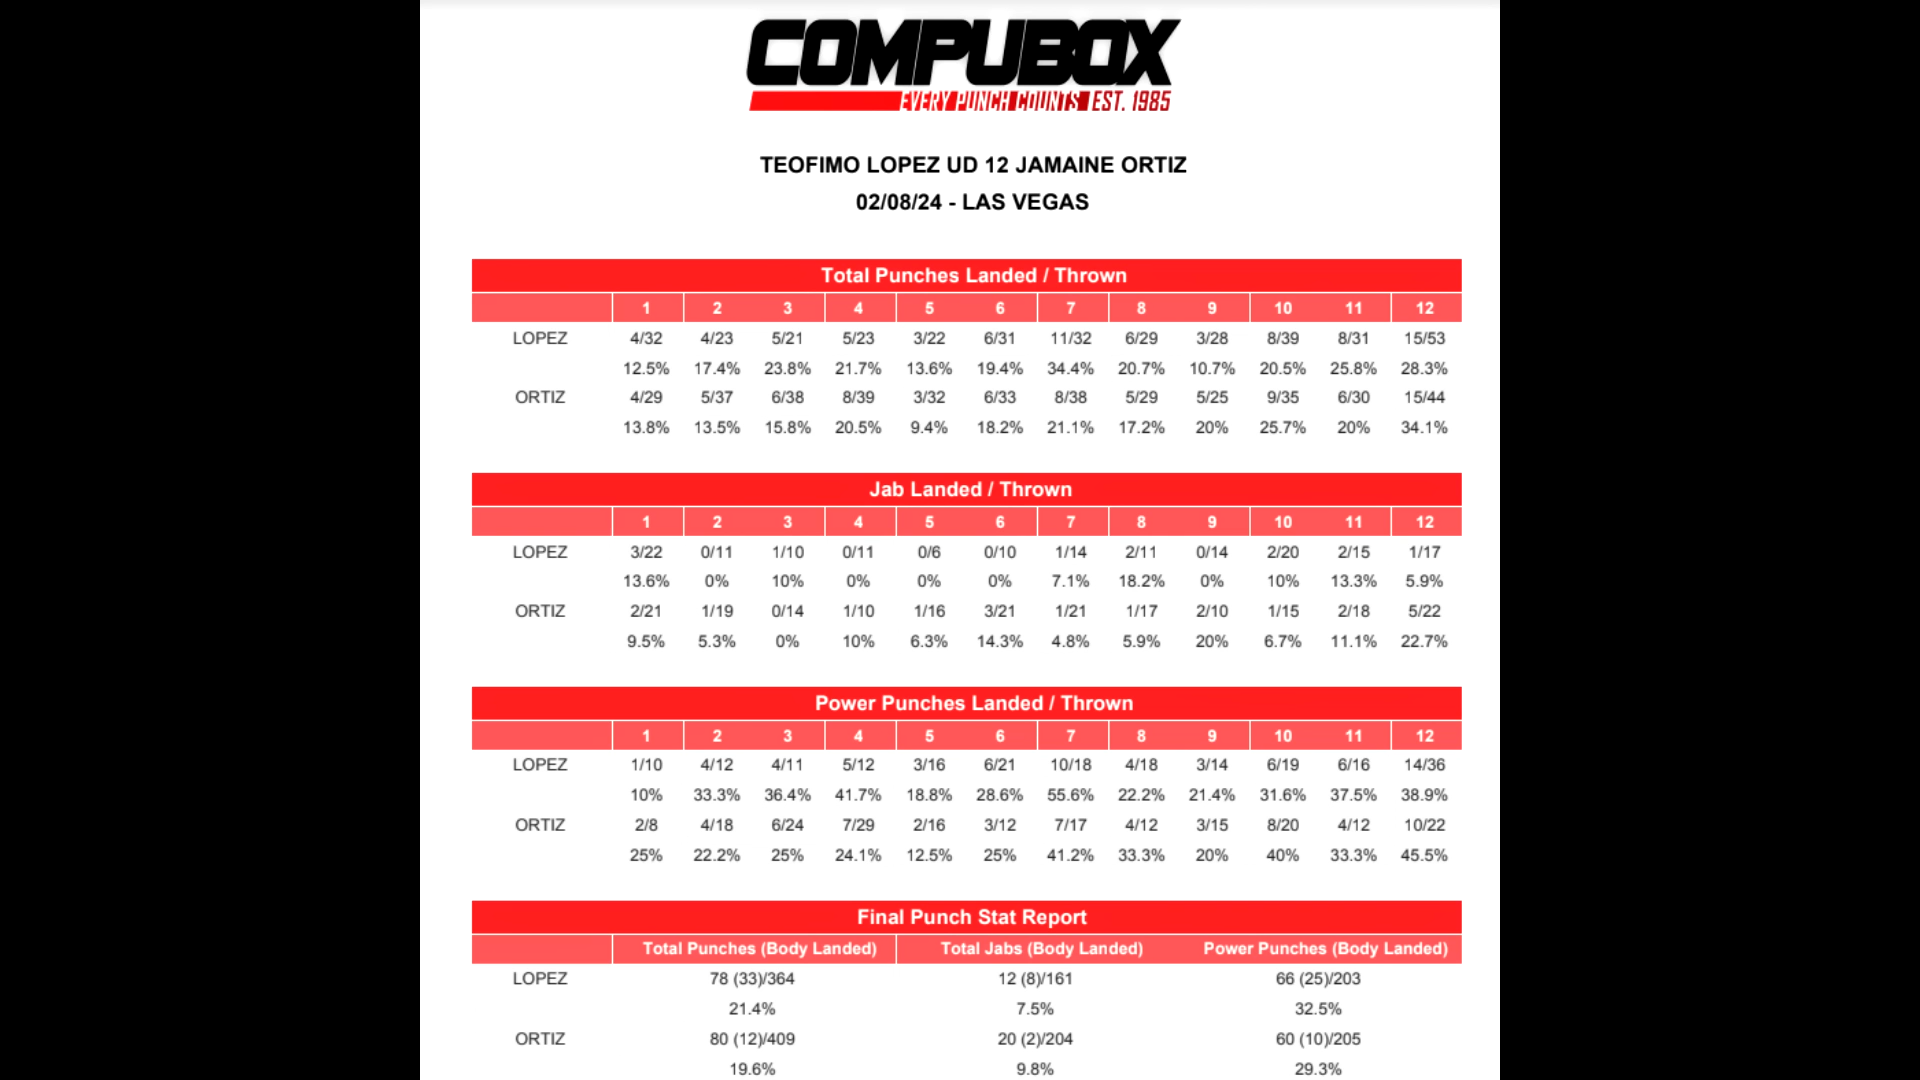 COMPUBOX
EVERY PUNCH COUNTS EST. 1985
TEOFIMO LOPEZ UD 12 JAMAINE ORTIZ
02/08/24 - LAS VEGAS
Total Punches Landed / Thrown
1 2 3 4 5 6 7 8 9 10 11 12
LOPEZ 4/32 4/23 5/21 5/23 3/22 6/31 11/32 6/29 3/28 8/39 8/31 15/53
12.5% 17.4% 23.8% 21.7% 13.6% 19.4% 34.4% 20.7% 10.7% 20.5% 25.8% 28.3%
ORTIZ 4/29 5/37 6/38 8/39 3/32 6/33 8/38 5/29 5/25 9/35 6/30 15/44
13.8% 13.5% 15.8% 20.5% 9.4% 18.2% 21.1% 17.2% 20% 25.7% 20% 34.1%
Jab Landed / Thrown
1 2 3 4 5 6 7 8 9 10 11 12
LOPEZ 3/22 0/11 1/10 0/11 0/6 0/10 1/14 2/11 0/14 2/20 2/15 1/17
13.6% 0% 10% 0% 0% 0% 7.1% 18.2% 0% 10% 13.3% 5.9%
ORTIZ 2/21 1/19 0/14 1/10 1/16 3/21 1/21 1/17 2/10 1/15 2/18 5/22
9.5% 5.3% 0% 10% 6.3% 14.3% 4.8% 5.9% 20% 6.7% 11.1% 22.7%
Power Punches Landed / Thrown
1 2 3 4 5 6 7 8 9 10 11 12
LOPEZ 1/10 4/12 4/11 5/12 3/16 6/21 10/18 4/18 3/14 6/19 6/16 14/36
10% 33.3% 36.4% 41.7% 18.8% 28.6% 55.6% 22.2% 21.4% 31.6% 37.5% 38.9%
ORTIZ 2/8 4/18 6/24 7/29 2/16 3/12 7/17 4/12 3/15 8/20 4/12 10/22
25% 22.2% 25% 24.1% 12.5% 25% 41.2% 33.3% 20% 40% 33.3% 45.5%
Final Punch Stat Report
Total Punches (Body Landed) Total Jabs (Body Landed) Power Punches (Body Landed)
LOPEZ 78 (33)/364 12 (8)/161 66 (25)/203
21.4% 7.5% 32.5%
ORTIZ 80 (12)/409 20 (2)/204 60 (10)/205
19.6% 9.8% 29.3%